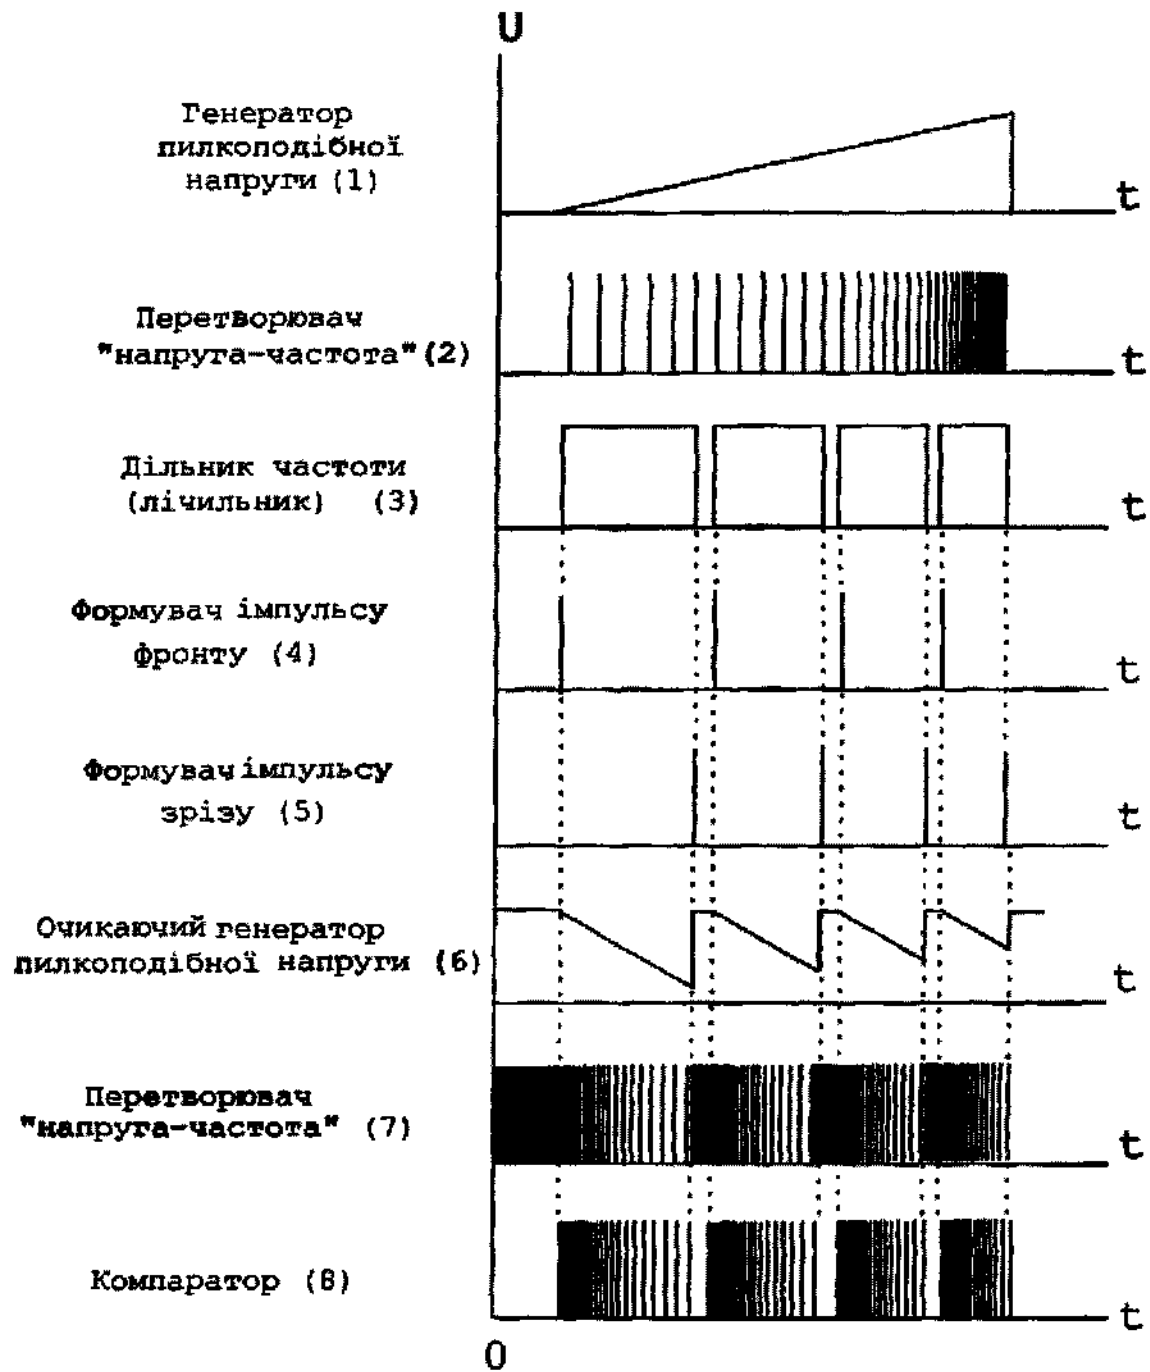 U
Генератор
пилкоподібної
напруги (1)
t
Перетворювач
"напруга-частота" (2)
t
Дільник частоти
(лічильник) (3)
t
Формувач імпульсу
фронту (4)
t
Формувач імпульсу
зрізу (5)
t
Очикаючий генератор
пилкоподібної напруги (6)
t
Перетворювач
"напруга-частота" (7)
t
Компаратор (8)
t
0